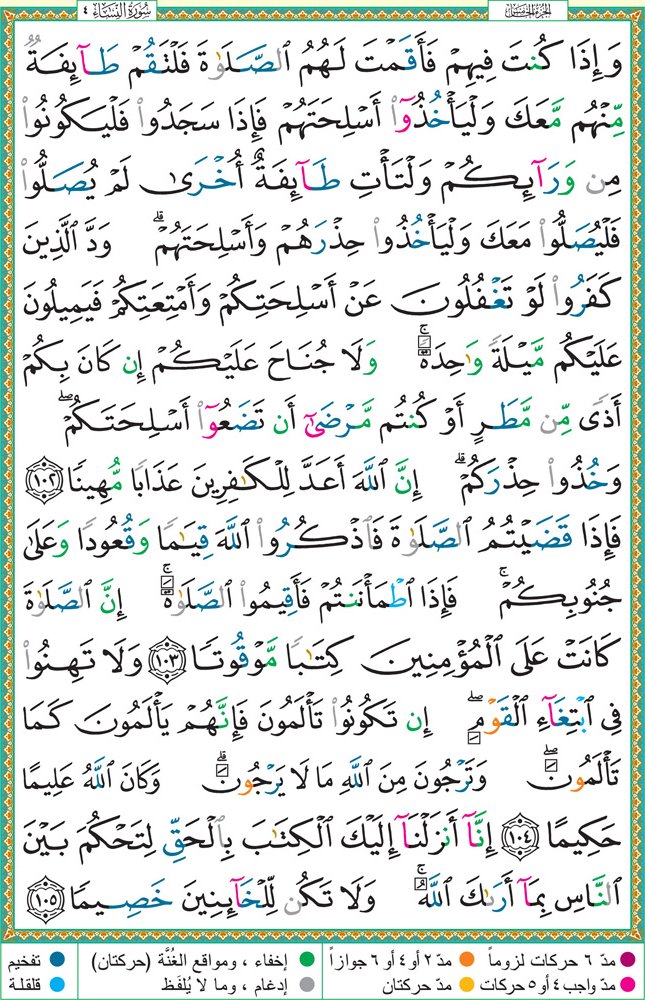 الجزء الخامس
سورة النساء ٤
وَإِذَا كُنتَ فِيهِمْ فَأَقَمْتَ لَهُمُ ٱلصَّلَوٰةَ فَلْتَقُمْ طَآئِفَةٌ
مِّنْهُم مَّعَكَ وَلْيَأْخُذُوٓا۟ أَسْلِحَتَهُمْ فَإِذَا سَجَدُوا۟ فَلْيَكُونُوا۟
مِن وَرَآئِكُمْ وَلْتَأْتِ طَآئِفَةٌ أُخْرَىٰ لَمْ يُصَلُّوا۟
فَلْيُصَلُّوا۟ مَعَكَ وَلْيَأْخُذُوا۟ حِذْرَهُمْ وَأَسْلِحَتَهُمْ ۗ وَدَّ ٱلَّذِينَ
كَفَرُوا۟ لَوْ تَغْفُلُونَ عَنْ أَسْلِحَتِكُمْ وَأَمْتِعَتِكُمْ فَيَمِيلُونَ
عَلَيْكُم مَّيْلَةً وَٰحِدَةً ۚ وَلَا جُنَاحَ عَلَيْكُمْ إِن كَانَ بِكُمْ
أَذًى مِّن مَّطَرٍ أَوْ كُنتُم مَّرْضَىٰٓ أَن تَضَعُوٓا۟ أَسْلِحَتَكُمْ ۖ
وَخُذُوا۟ حِذْرَكُمْ ۗ إِنَّ ٱللَّهَ أَعَدَّ لِلْكَٰفِرِينَ عَذَابًا مُّهِينًا ١٠٢
فَإِذَا قَضَيْتُمُ ٱلصَّلَوٰةَ فَٱذْكُرُوا۟ ٱللَّهَ قِيَٰمًا وَقُعُودًا وَعَلَىٰ
جُنُوبِكُمْ ۚ فَإِذَا ٱطْمَأْنَنتُمْ فَأَقِيمُوا۟ ٱلصَّلَوٰةَ ۚ إِنَّ ٱلصَّلَوٰةَ
كَانَتْ عَلَى ٱلْمُؤْمِنِينَ كِتَٰبًا مَّوْقُوتًا ١٠٣ وَلَا تَهِنُوا۟
فِى ٱبْتِغَآءِ ٱلْقَوْمِ ۖ إِن تَكُونُوا۟ تَأْلَمُونَ فَإِنَّهُمْ يَأْلَمُونَ كَمَا
تَأْلَمُونَ ۖ وَتَرْجُونَ مِنَ ٱللَّهِ مَا لَا يَرْجُونَ ۗ وَكَانَ ٱللَّهُ عَلِيمًا
حَكِيمًا ١٠٤ إِنَّآ أَنزَلْنَآ إِلَيْكَ ٱلْكِتَٰبَ بِٱلْحَقِّ لِتَحْكُمَ بَيْنَ
ٱلنَّاسِ بِمَآ أَرَىٰكَ ٱللَّهُ ۚ وَلَا تَكُن لِّلْخَآئِنِينَ خَصِيمًا ١٠٥
مدّ ٦ حركات لزوماً مدّ ٢ أو ٤ أو ٦ جوازاً إخفاء ، ومواقع الغُنَّة (حركتان) تفخيم
مدّ واجب ٤ أو ٥ حركات مدّ حركتان إدغام ، وما لا يُلفَظ قلقلة